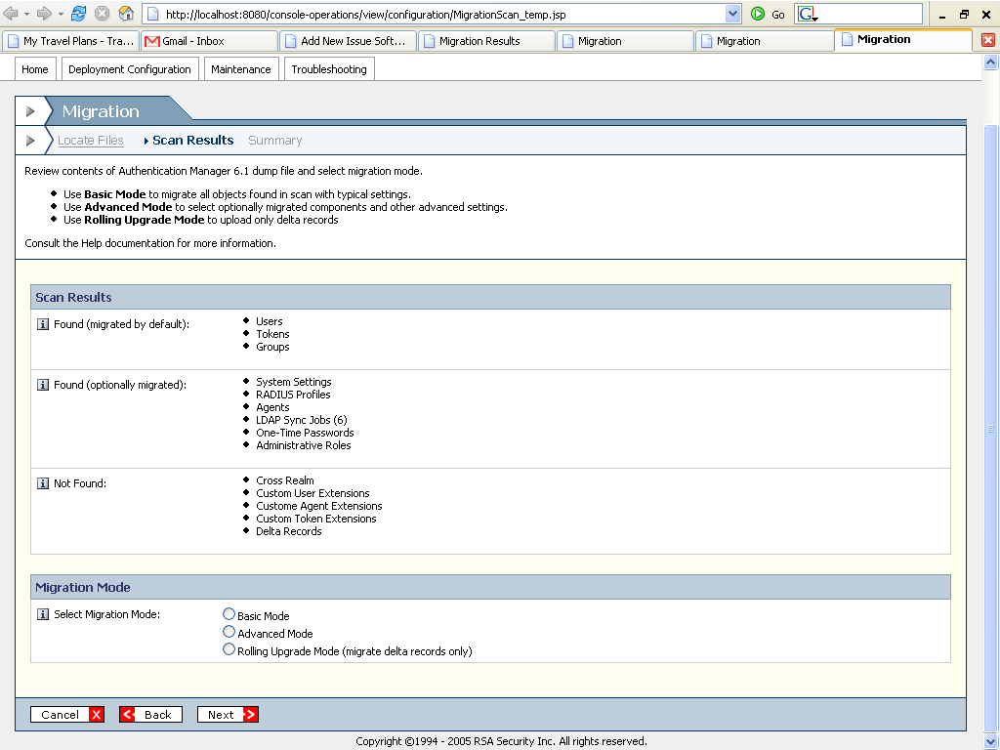 http://localhost:8080/console-operations/view/configuration/MigrationScan_temp.jsp
Go
G
My Travel Plans - Tra...
Gmail - Inbox
Add New Issue Soft...
Migration Results
Migration
Migration
Migration
Home
Deployment Configuration
Maintenance
Troubleshooting
Migration
Locate Files
Scan Results
Summary
Review contents of Authentication Manager 6.1 dump file and select migration mode.
Use Basic Mode to migrate all objects found in scan with typical settings.
Use Advanced Mode to select optionally migrated components and other advanced settings.
Use Rolling Upgrade Mode to upload only delta records
Consult the Help documentation for more information.
Scan Results
Found (migrated by default):
Users
Tokens
Groups
Found (optionally migrated):
System Settings
RADIUS Profiles
Agents
LDAP Sync Jobs (6)
One-Time Passwords
Administrative Roles
Not Found:
Cross Realm
Custom User Extensions
Custome Agent Extensions
Custom Token Extensions
Delta Records
Migration Mode
Select Migration Mode:
Basic Mode
Advanced Mode
Rolling Upgrade Mode (migrate delta records only)
Cancel X
Back
Next
Copyright ©1994 - 2005 RSA Security Inc. All rights reserved.